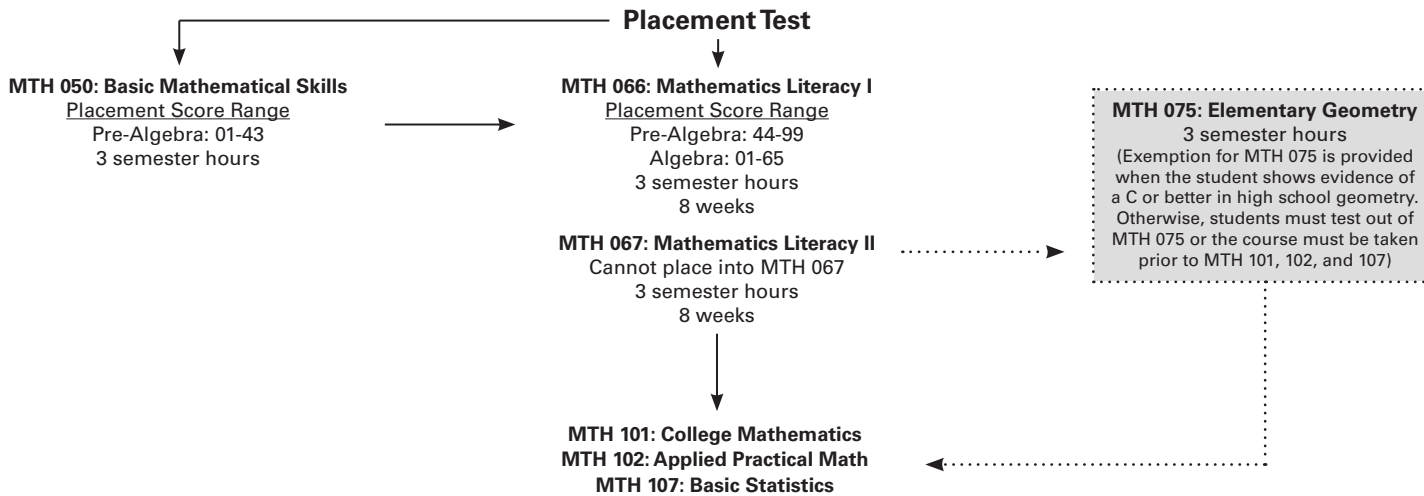 Placement Test
MTH 050: Basic Mathematical Skills
Placement Score Range
Pre-Algebra: 01-43
3 semester hours
MTH 066: Mathematics Literacy I
Placement Score Range
Pre-Algebra: 44-99
Algebra: 01-65
3 semester hours
8 weeks
MTH 067: Mathematics Literacy II
Cannot place into MTH 067
3 semester hours
8 weeks
MTH 075: Elementary Geometry
3 semester hours
(Exemption for MTH 075 is provided
when the student shows evidence of
a C or better in high school geometry.
Otherwise, students must test out of
MTH 075 or the course must be taken
prior to MTH 101, 102, and 107)
MTH 101: College Mathematics
MTH 102: Applied Practical Math
MTH 107: Basic Statistics